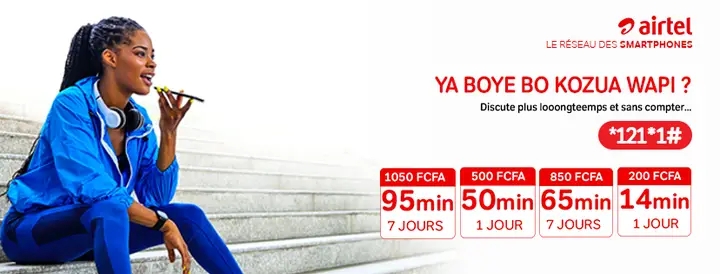 airtel
LE RÉSEAU DES SMARTPHONES
YA BOYE BO KOZUA WAPI ?
Discute plus looongteemps et sans compter...
*121*1#
1050 FCFA
95min
7 JOURS
500 FCFA
50min
1 JOUR
850 FCFA
65min
7 JOURS
200 FCFA
14min
1 JOUR